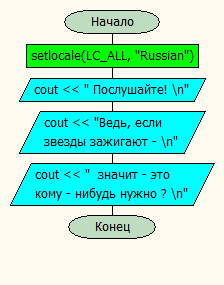 Начало
setlocale(LC_ALL, "Russian")
cout << " Послушайте! \n"
cout << "Ведь, если
звезды зажигают - \n"
cout << "  значит - это
кому - нибудь нужно ? \n"
Конец